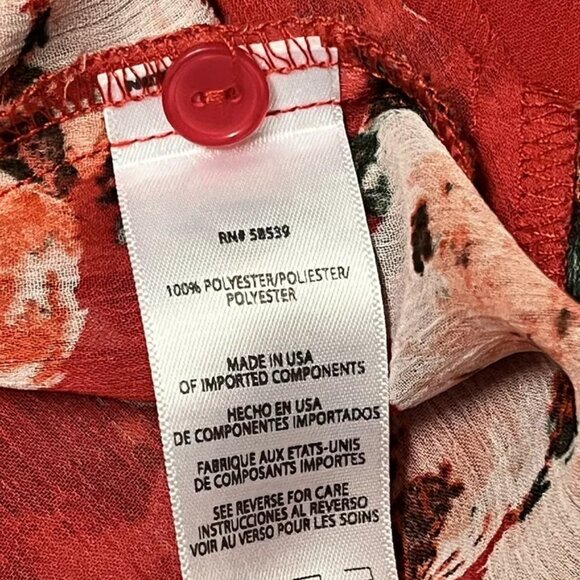 RN# 58539
100% POLYESTER/POLIESTER/
POLYESTER
MADE IN USA
OF IMPORTED COMPONENTS
HECHO EN USA
DE COMPONENTES IMPORTADOS
FABRIQUE AUX ETATS-UNIS
DE COMPOSANTS IMPORTES
SEE REVERSE FOR CARE
INSTRUCCIONES AL REVERSO
VOIR AU VERSO POUR LES SOINS